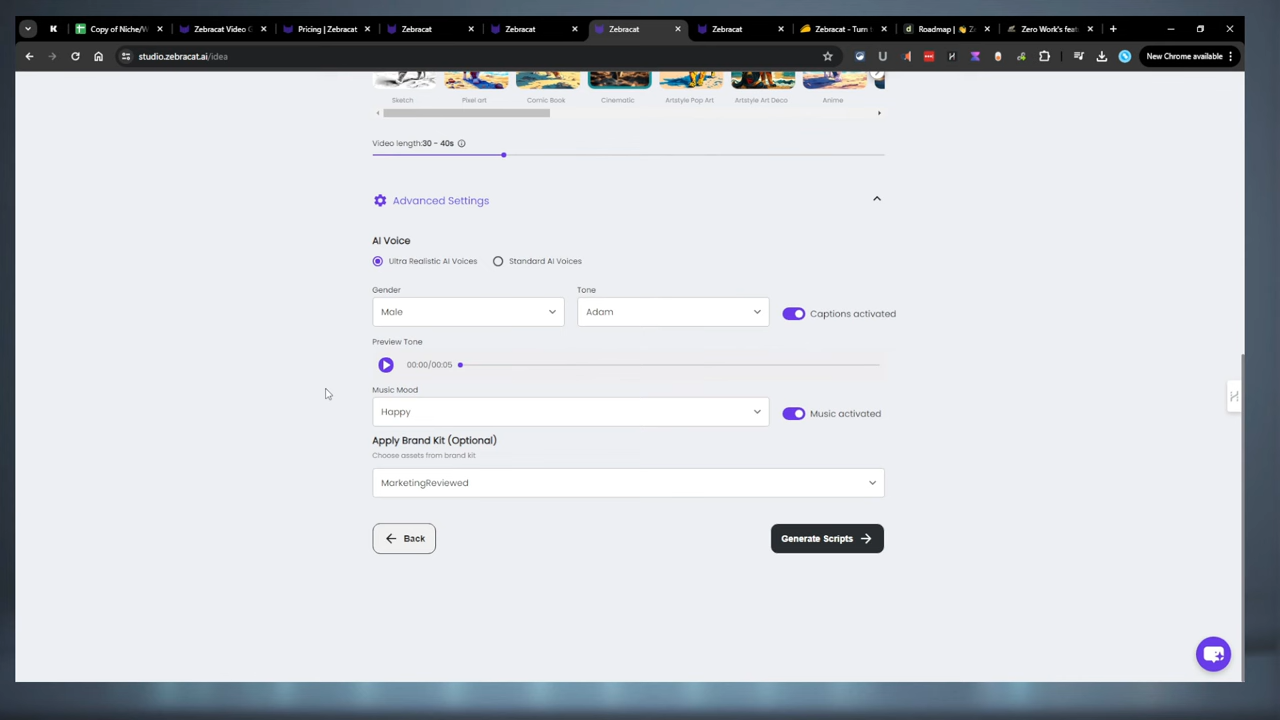 Copy of Niche/W
Zebracat Video G
Pricing | Zebracat
Zebracat
Zebracat
Zebracat
Zebracat
Zebracat - Turn t
Roadmap |
Zero Work's feat
studio.zebracat.ai/idea
New Chrome available
Sketch
Pixel art
Comic Book
Cinematic
Artstyle Pop Art
Artstyle Art Deco
Anime
Video length:30 - 40s
Advanced Settings
AI Voice
Ultra Realistic AI Voices
Standard AI Voices
Gender
Tone
Male
Adam
Captions activated
Preview Tone
00:00/00:05
Music Mood
Happy
Music activated
Apply Brand Kit (Optional)
Choose assets from brand kit
MarketingReviewed
Back
Generate Scripts